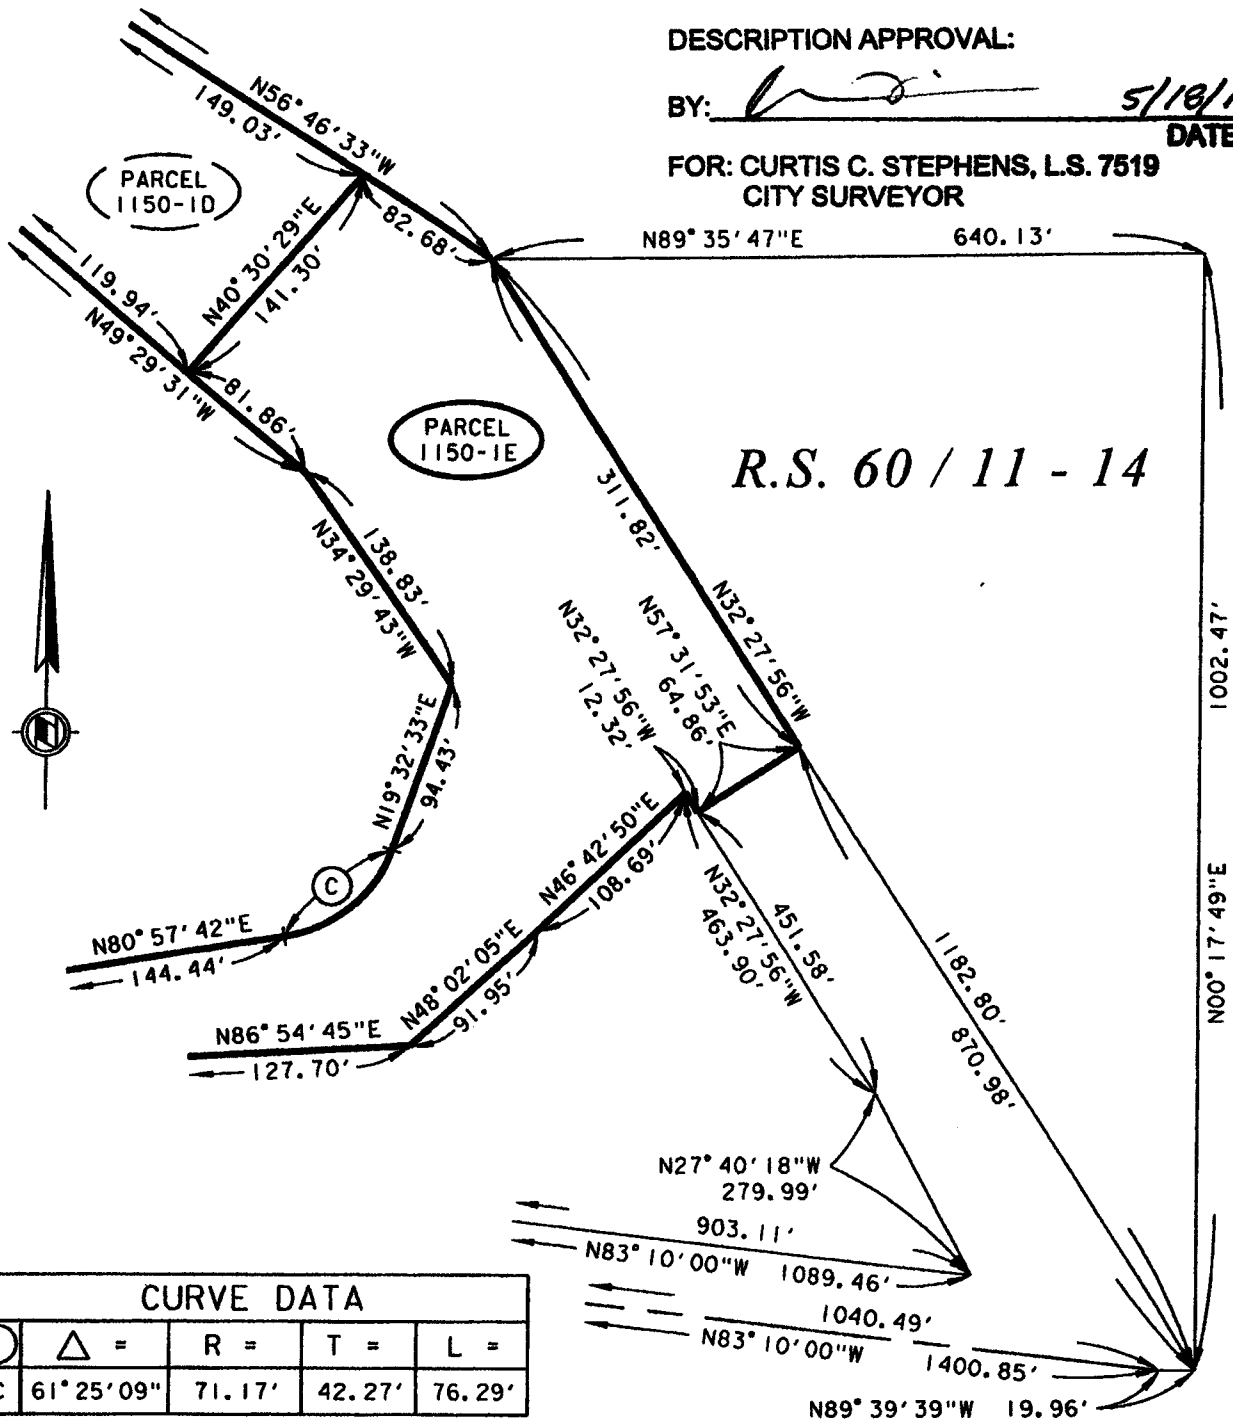 DESCRIPTION APPROVAL:
BY: 5/18/1
DATE
FOR: CURTIS C. STEPHENS, L.S. 7519
CITY SURVEYOR
N56°46'33"W
149.03'
PARCEL
1150-1D
N40°30'29"E
141.30'
82.68'
N89°35'47"E 640.13'
119.94'
N49°29'31"W
81.86'
PARCEL
1150-1E
R.S. 60 / 11 - 14
311.82'
N32°27'56"W
138.83'
N34°29'43"W
N32°27'56"W
12.32'
N57°31'53"E
64.86'
1002.47'
N00°17'49"E
N19°32'33"E
94.43'
C
N46°42'50"E
108.69'
N80°57'42"E
144.44'
N48°02'05"E
91.95'
N86°54'45"E
127.70'
451.58'
N32°27'56"W
463.90'
1182.80'
870.98'
N27°40'18"W
279.99'
903.11'
N83°10'00"W 1089.46'
1040.49'
N83°10'00"W 1400.85'
N89°39'39"W 19.96'
CURVE DATA
△ = R = T = L =
C 61°25'09" 71.17' 42.27' 76.29'